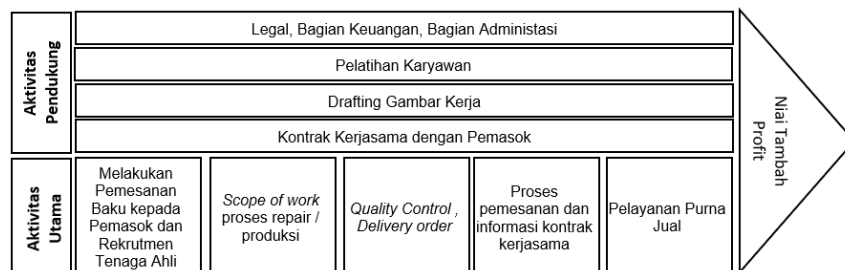 Aktivitas
Pendukung
Legal, Bagian Keuangan, Bagian Administasi
Pelatihan Karyawan
Drafting Gambar Kerja
Kontrak Kerjasama dengan Pemasok
Aktivitas
Utama
Melakukan
Pemesanan
Baku kepada
Pemasok dan
Rekrutmen
Tenaga Ahli
Scope of work
proses repair /
produksi
Quality Control ,
Delivery order
Proses
pemesanan dan
informasi kontrak
kerjasama
Pelayanan Purna
Jual
Niai Tambah
Profit